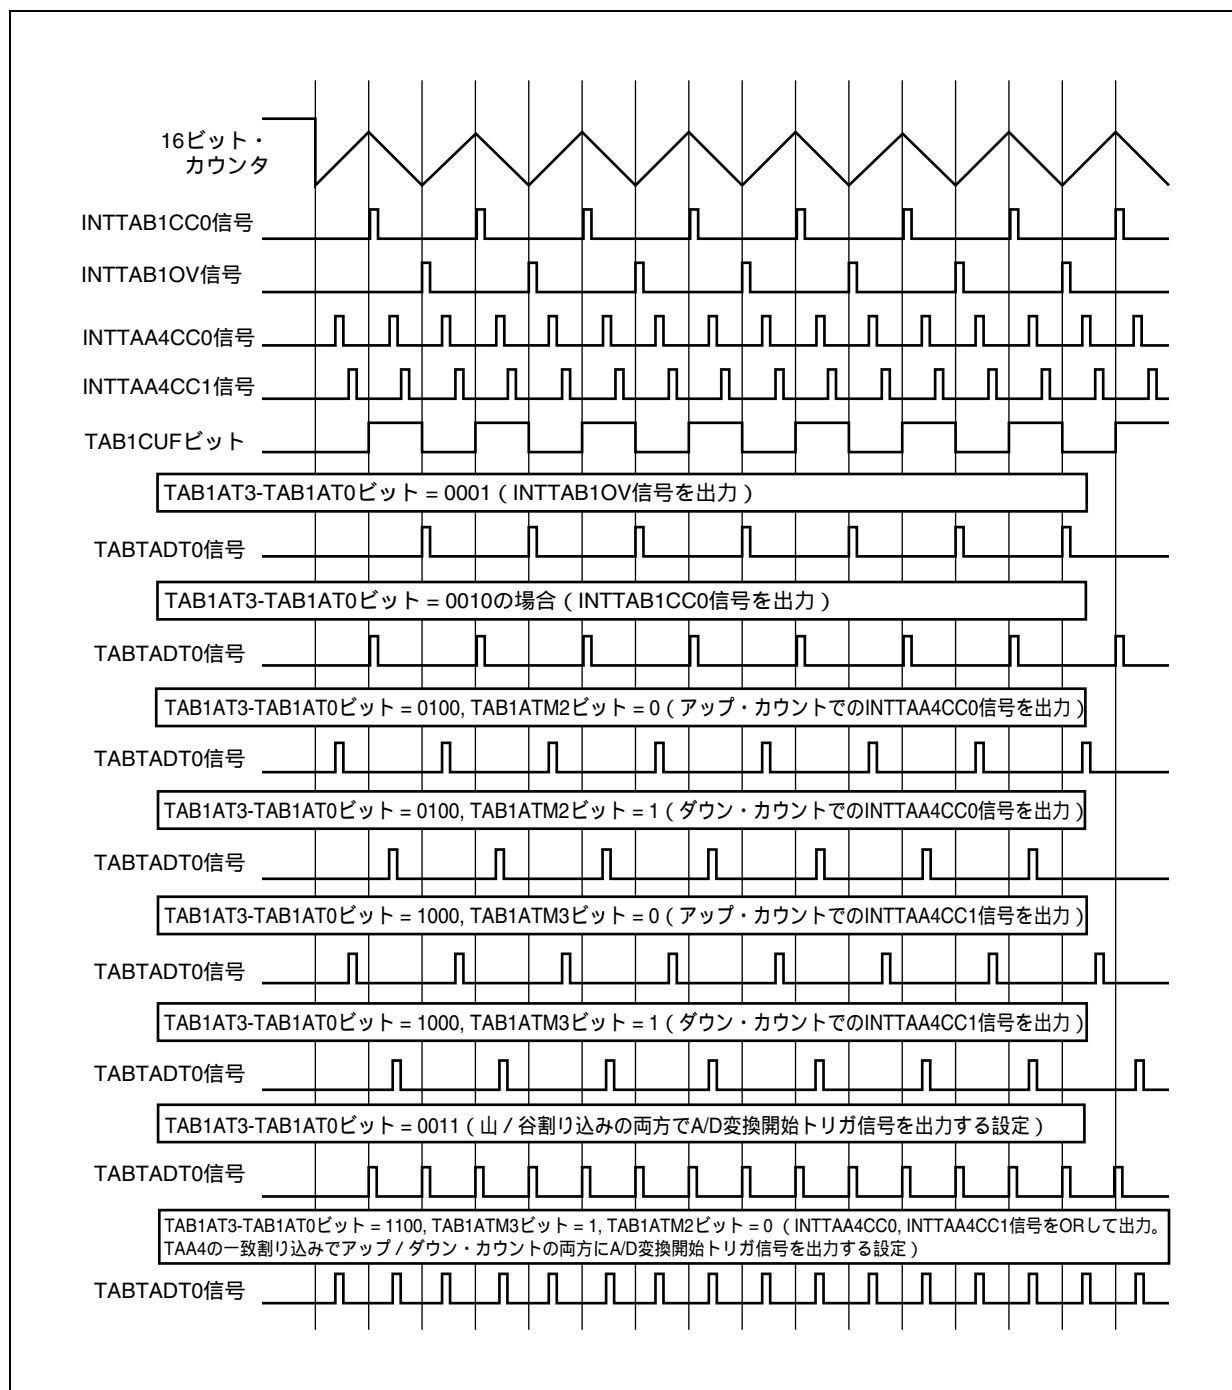 16ビット・
カウンタ
INTTAB1CC0信号
INTTAB1OV信号
INTTAA4CC0信号
INTTAA4CC1信号
TAB1CUFビット
TAB1AT3-TAB1AT0ビット = 0001（INTTAB1OV信号を出力）
TABTADT0信号
TAB1AT3-TAB1AT0ビット = 0010の場合（INTTAB1CC0信号を出力）
TABTADT0信号
TAB1AT3-TAB1AT0ビット = 0100, TAB1ATM2ビット = 0（アップ・カウントでのINTTAA4CC0信号を出力）
TABTADT0信号
TAB1AT3-TAB1AT0ビット = 0100, TAB1ATM2ビット = 1（ダウン・カウントでのINTTAA4CC0信号を出力）
TABTADT0信号
TAB1AT3-TAB1AT0ビット = 1000, TAB1ATM3ビット = 0（アップ・カウントでのINTTAA4CC1信号を出力）
TABTADT0信号
TAB1AT3-TAB1AT0ビット = 1000, TAB1ATM3ビット = 1（ダウン・カウントでのINTTAA4CC1信号を出力）
TABTADT0信号
TAB1AT3-TAB1AT0ビット = 0011（山／谷割り込みの両方でA/D変換開始トリガ信号を出力する設定）
TABTADT0信号
TAB1AT3-TAB1AT0ビット = 1100, TAB1ATM3ビット = 1, TAB1ATM2ビット = 0（INTTAA4CC0, INTTAA4CC1信号をORして出力。
TAA4の一致割り込みでアップ／ダウン・カウントの両方にA/D変換開始トリガ信号を出力する設定）
TABTADT0信号